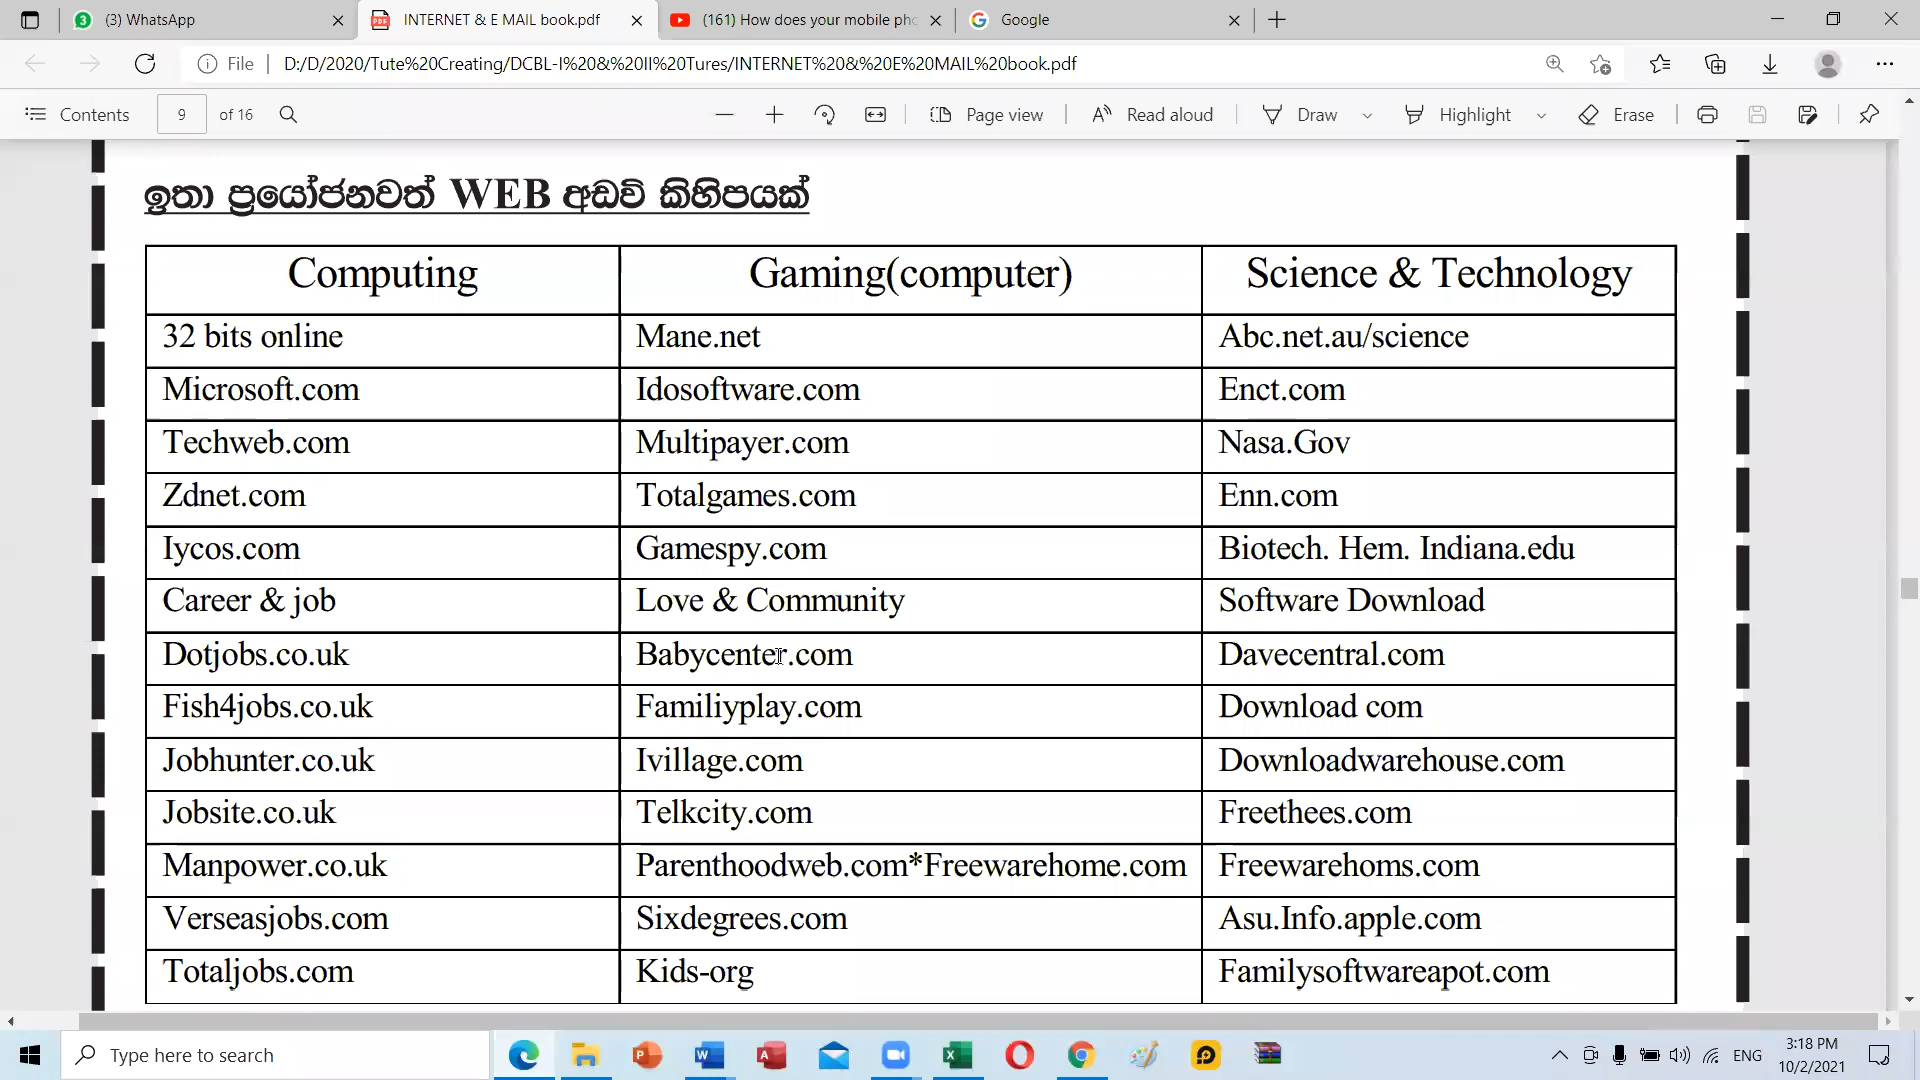 (3) WhatsApp
INTERNET & E MAIL book.pdf
(161) How does your mobile pho
Google
File
D:/D/2020/Tute%20Creating/DCBL-I%20&%20II%20Tures/INTERNET%20&%20E%20MAIL%20book.pdf
Contents 9 of 16 Page view Read aloud Draw Highlight Erase
ඉතා ප්‍රයෝජනවත් WEB අඩවි කිහිපයක්
Computing Gaming(computer) Science & Technology
32 bits online Mane.net Abc.net.au/science
Microsoft.com Idosoftware.com Enct.com
Techweb.com Multipayer.com Nasa.Gov
Zdnet.com Totalgames.com Enn.com
Iycos.com Gamespy.com Biotech. Hem. Indiana.edu
Career & job Love & Community Software Download
Dotjobs.co.uk Babycenter.com Davecentral.com
Fish4jobs.co.uk Familiyplay.com Download com
Jobhunter.co.uk Ivillage.com Downloadwarehouse.com
Jobsite.co.uk Telkcity.com Freethees.com
Manpower.co.uk Parenthoodweb.com*Freewarehome.com Freewarehoms.com
Verseasjobs.com Sixdegrees.com Asu.Info.apple.com
Totaljobs.com Kids-org Familysoftwareapot.com
Type here to search
ENG
3:18 PM
10/2/2021